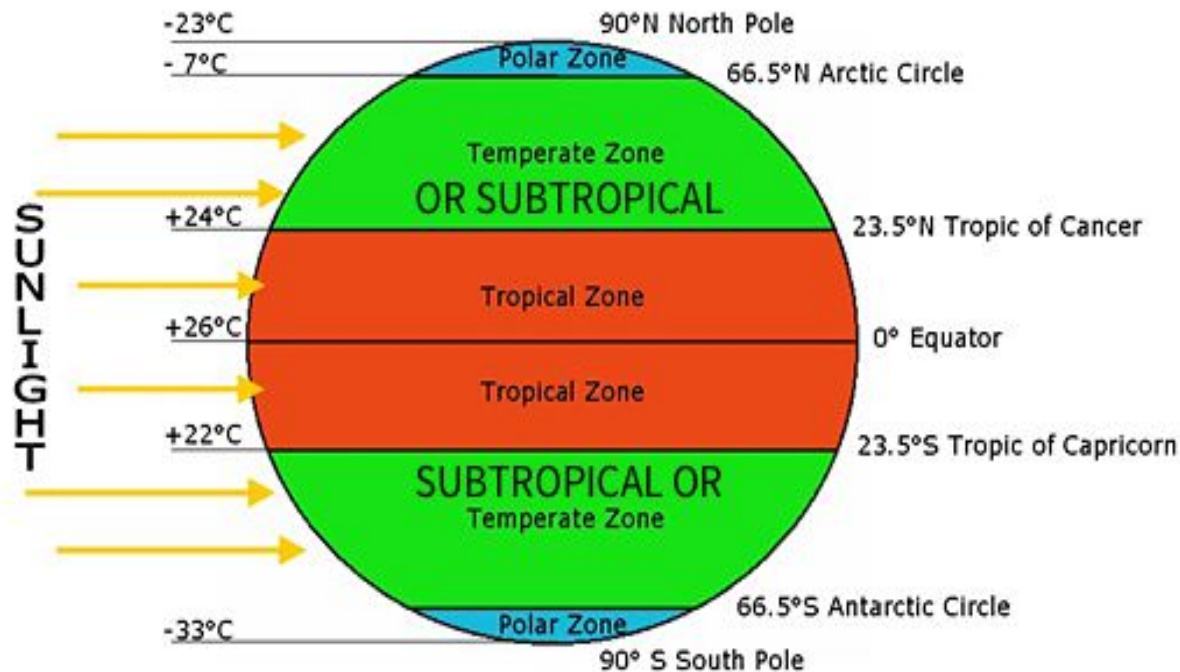 -23°C
90°N North Pole
Polar Zone
- 7°C
66.5°N Arctic Circle
Temperate Zone
OR SUBTROPICAL
+24°C
23.5°N Tropic of Cancer
SUNLIGHT
Tropical Zone
+26°C
0° Equator
Tropical Zone
+22°C
23.5°S Tropic of Capricorn
SUBTROPICAL OR
Temperate Zone
66.5°S Antarctic Circle
Polar Zone
-33°C
90° S South Pole